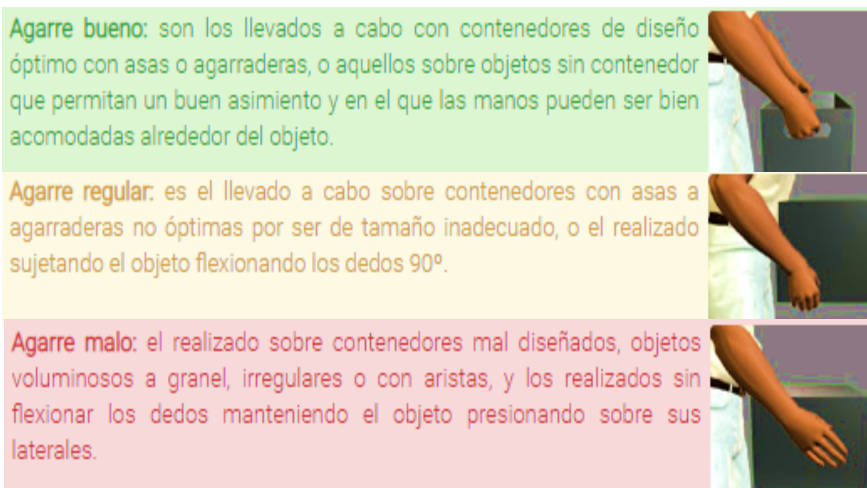 Agarre bueno: son los llevados a cabo con contenedores de diseño
óptimo con asas o agarraderas, o aquellos sobre objetos sin contenedor
que permitan un buen asimiento y en el que las manos pueden ser bien
acomodadas alrededor del objeto.
Agarre regular: es el llevado a cabo sobre contenedores con asas a
agarraderas no óptimas por ser de tamaño inadecuado, o el realizado
sujetando el objeto flexionando los dedos 90º.
Agarre malo: el realizado sobre contenedores mal diseñados, objetos
voluminosos a granel, irregulares o con aristas, y los realizados sin
flexionar los dedos manteniendo el objeto presionando sobre sus
laterales.